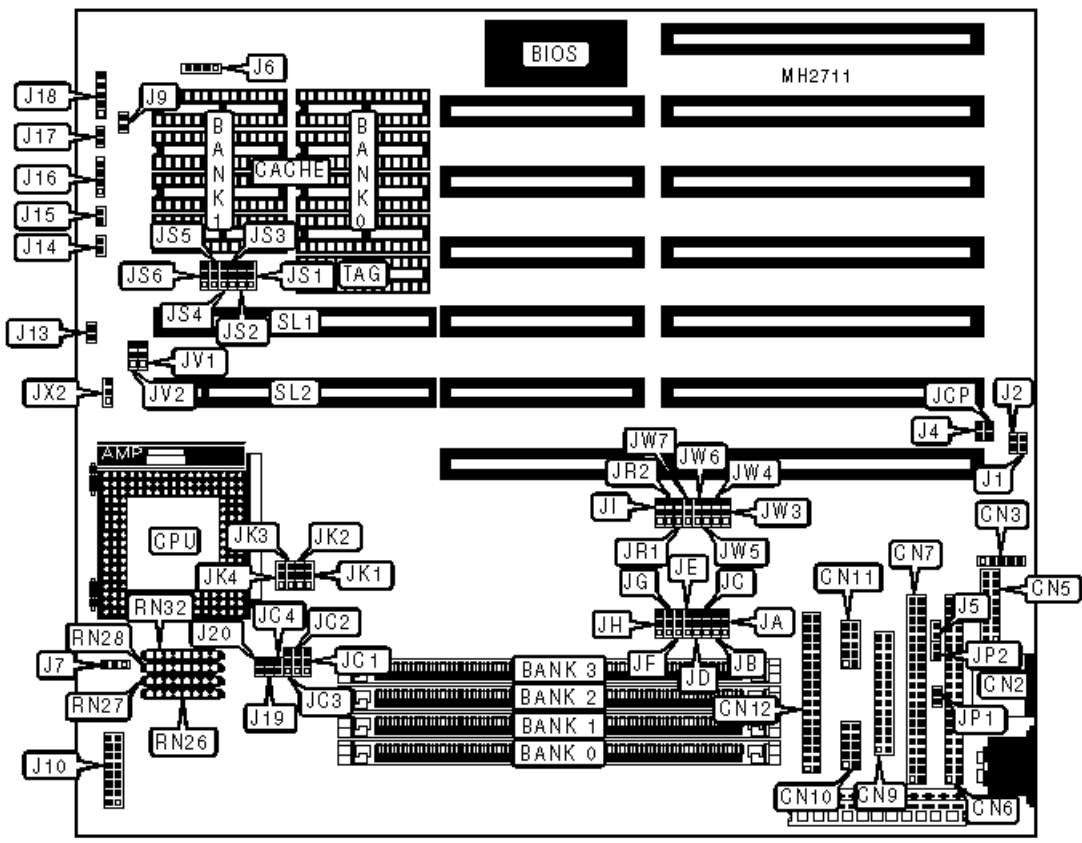 BIOS
MH2711
J6
J18
J9
J17
J16
J15
J14
BANK 1
CACHE
BANK 0
JS5
JS3
JS6
JS1
TAG
JS4
JS2
SL1
J13
JV1
JX2
JV2
SL2
JCP
J2
J4
J1
AMP
JW7
JW6
JR2
JW4
JI
JW3
CPU
JR1
JW5
CN3
JK3
JK2
JK4
JK1
JE
CN7
CN11
CN5
JG
JC
RN32
JC4
J5
J20
JC2
JH
JA
RN28
JP2
J7
JC1
JF
JB
BANK 3
JD
CN2
RN27
JC3
BANK 2
J19
CN12
JP1
RN26
BANK 1
J10
BANK 0
CN10
CN9
CN6